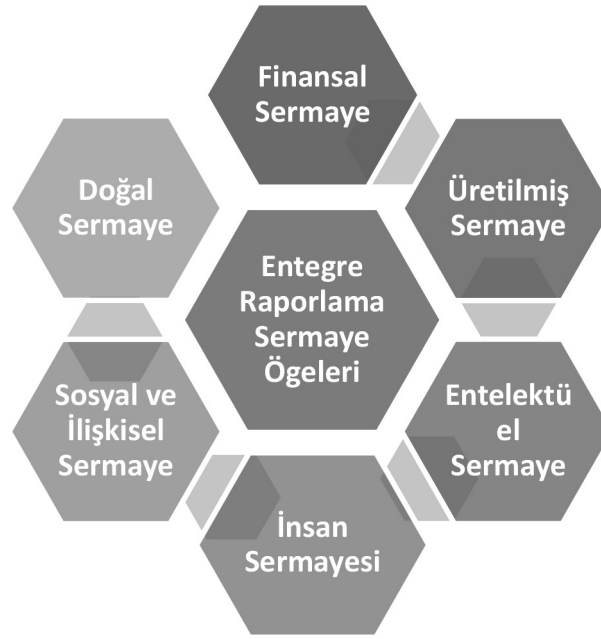 Finansal
Sermaye
Üretilmiş
Sermaye
Entelektü
el
Sermaye
İnsan
Sermayesi
Sosyal ve
İlişkisel
Sermaye
Doğal
Sermaye
Entegre
Raporlama
Sermaye
Ögeleri